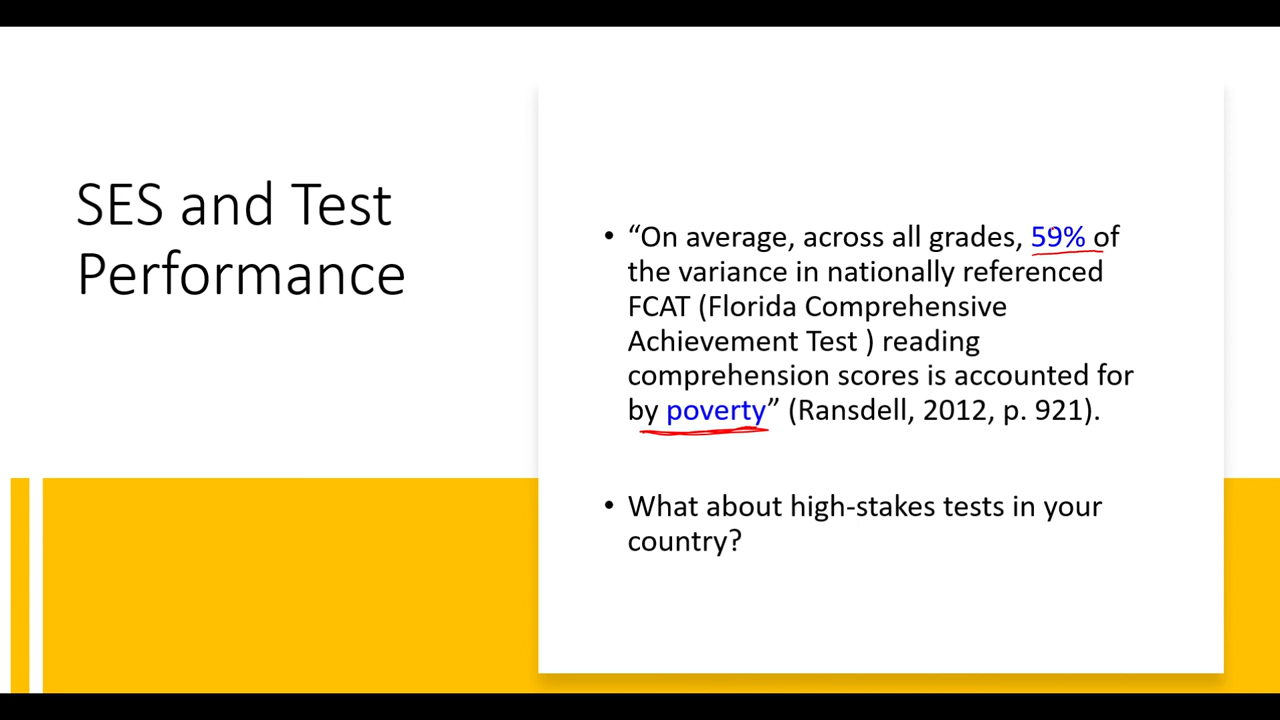 SES and Test
Performance
• “On average, across all grades, 59% of
the variance in nationally referenced
FCAT (Florida Comprehensive
Achievement Test ) reading
comprehension scores is accounted for
by poverty” (Ransdell, 2012, p. 921).
• What about high-stakes tests in your
country?